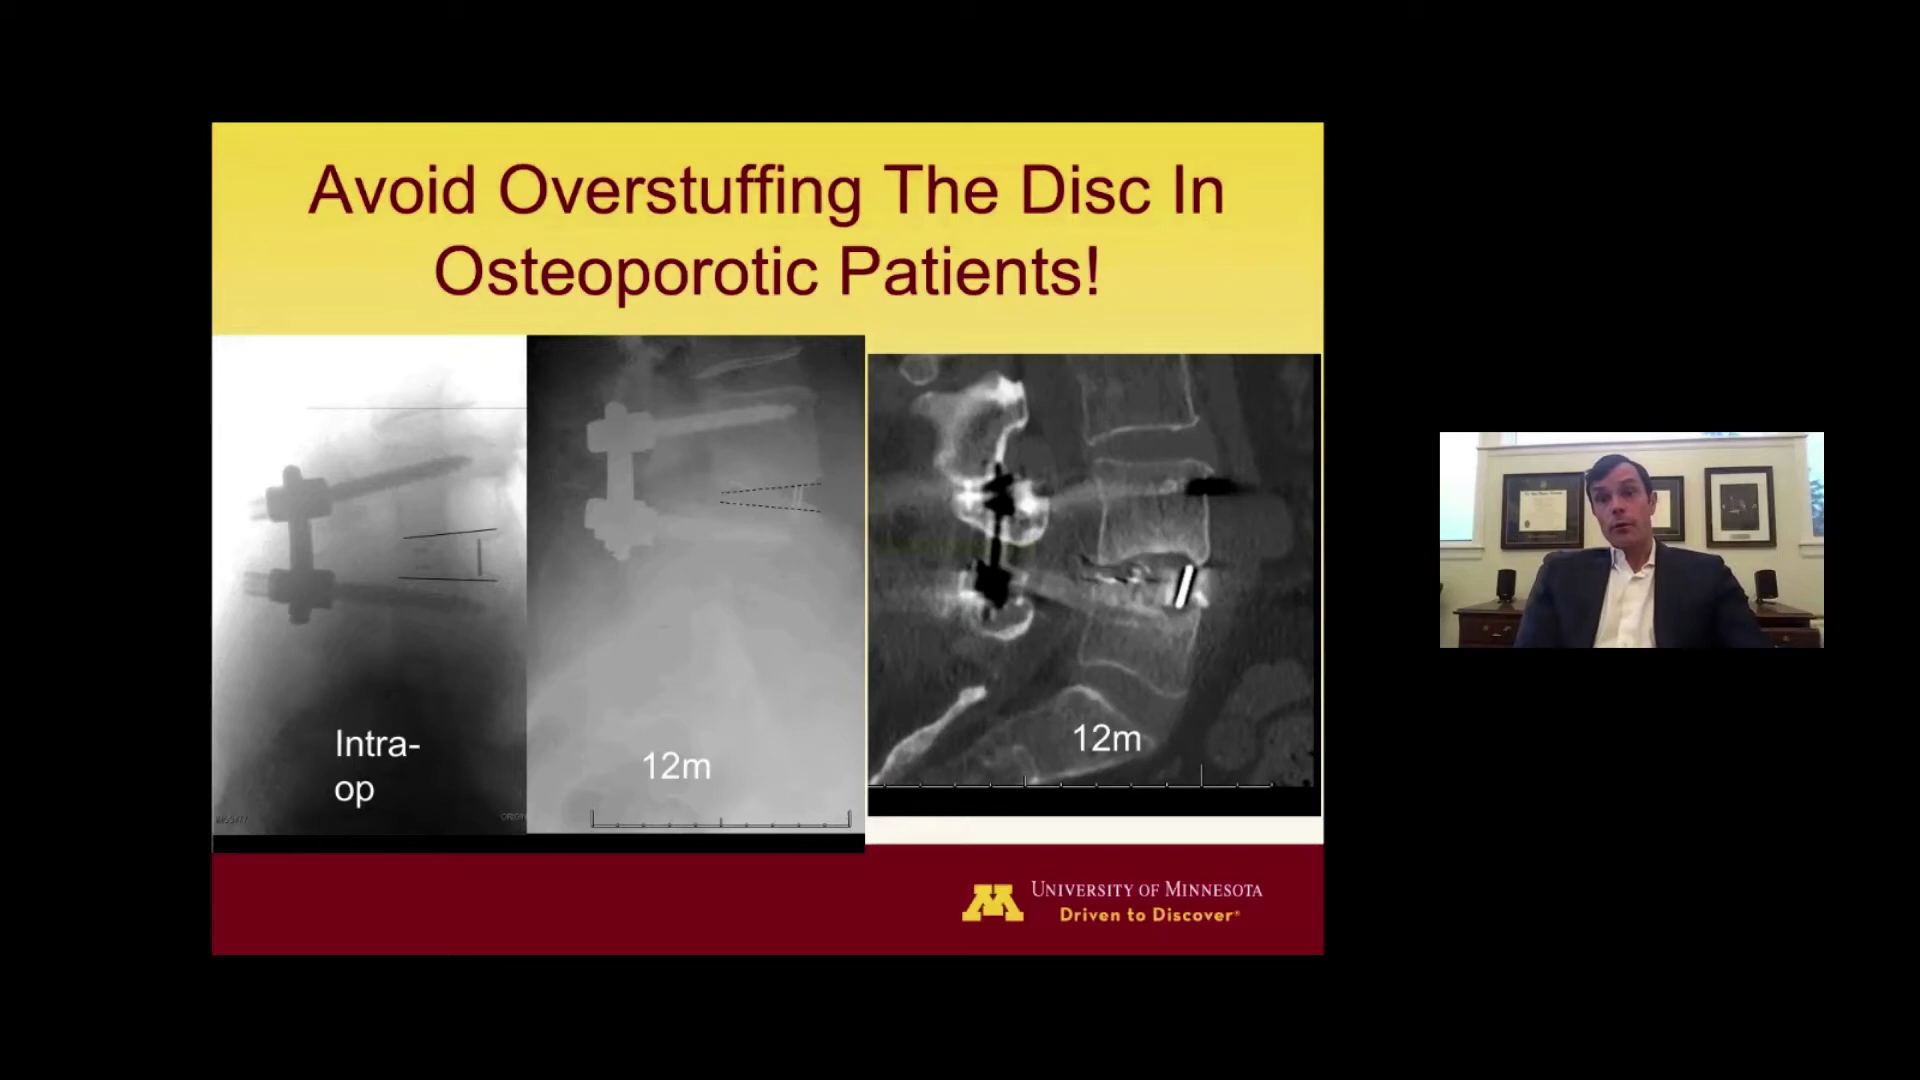 Avoid Overstuffing The Disc In
Osteoporotic Patients!
Intra-
op
12m
12m
UNIVERSITY OF MINNESOTA
Driven to Discover®